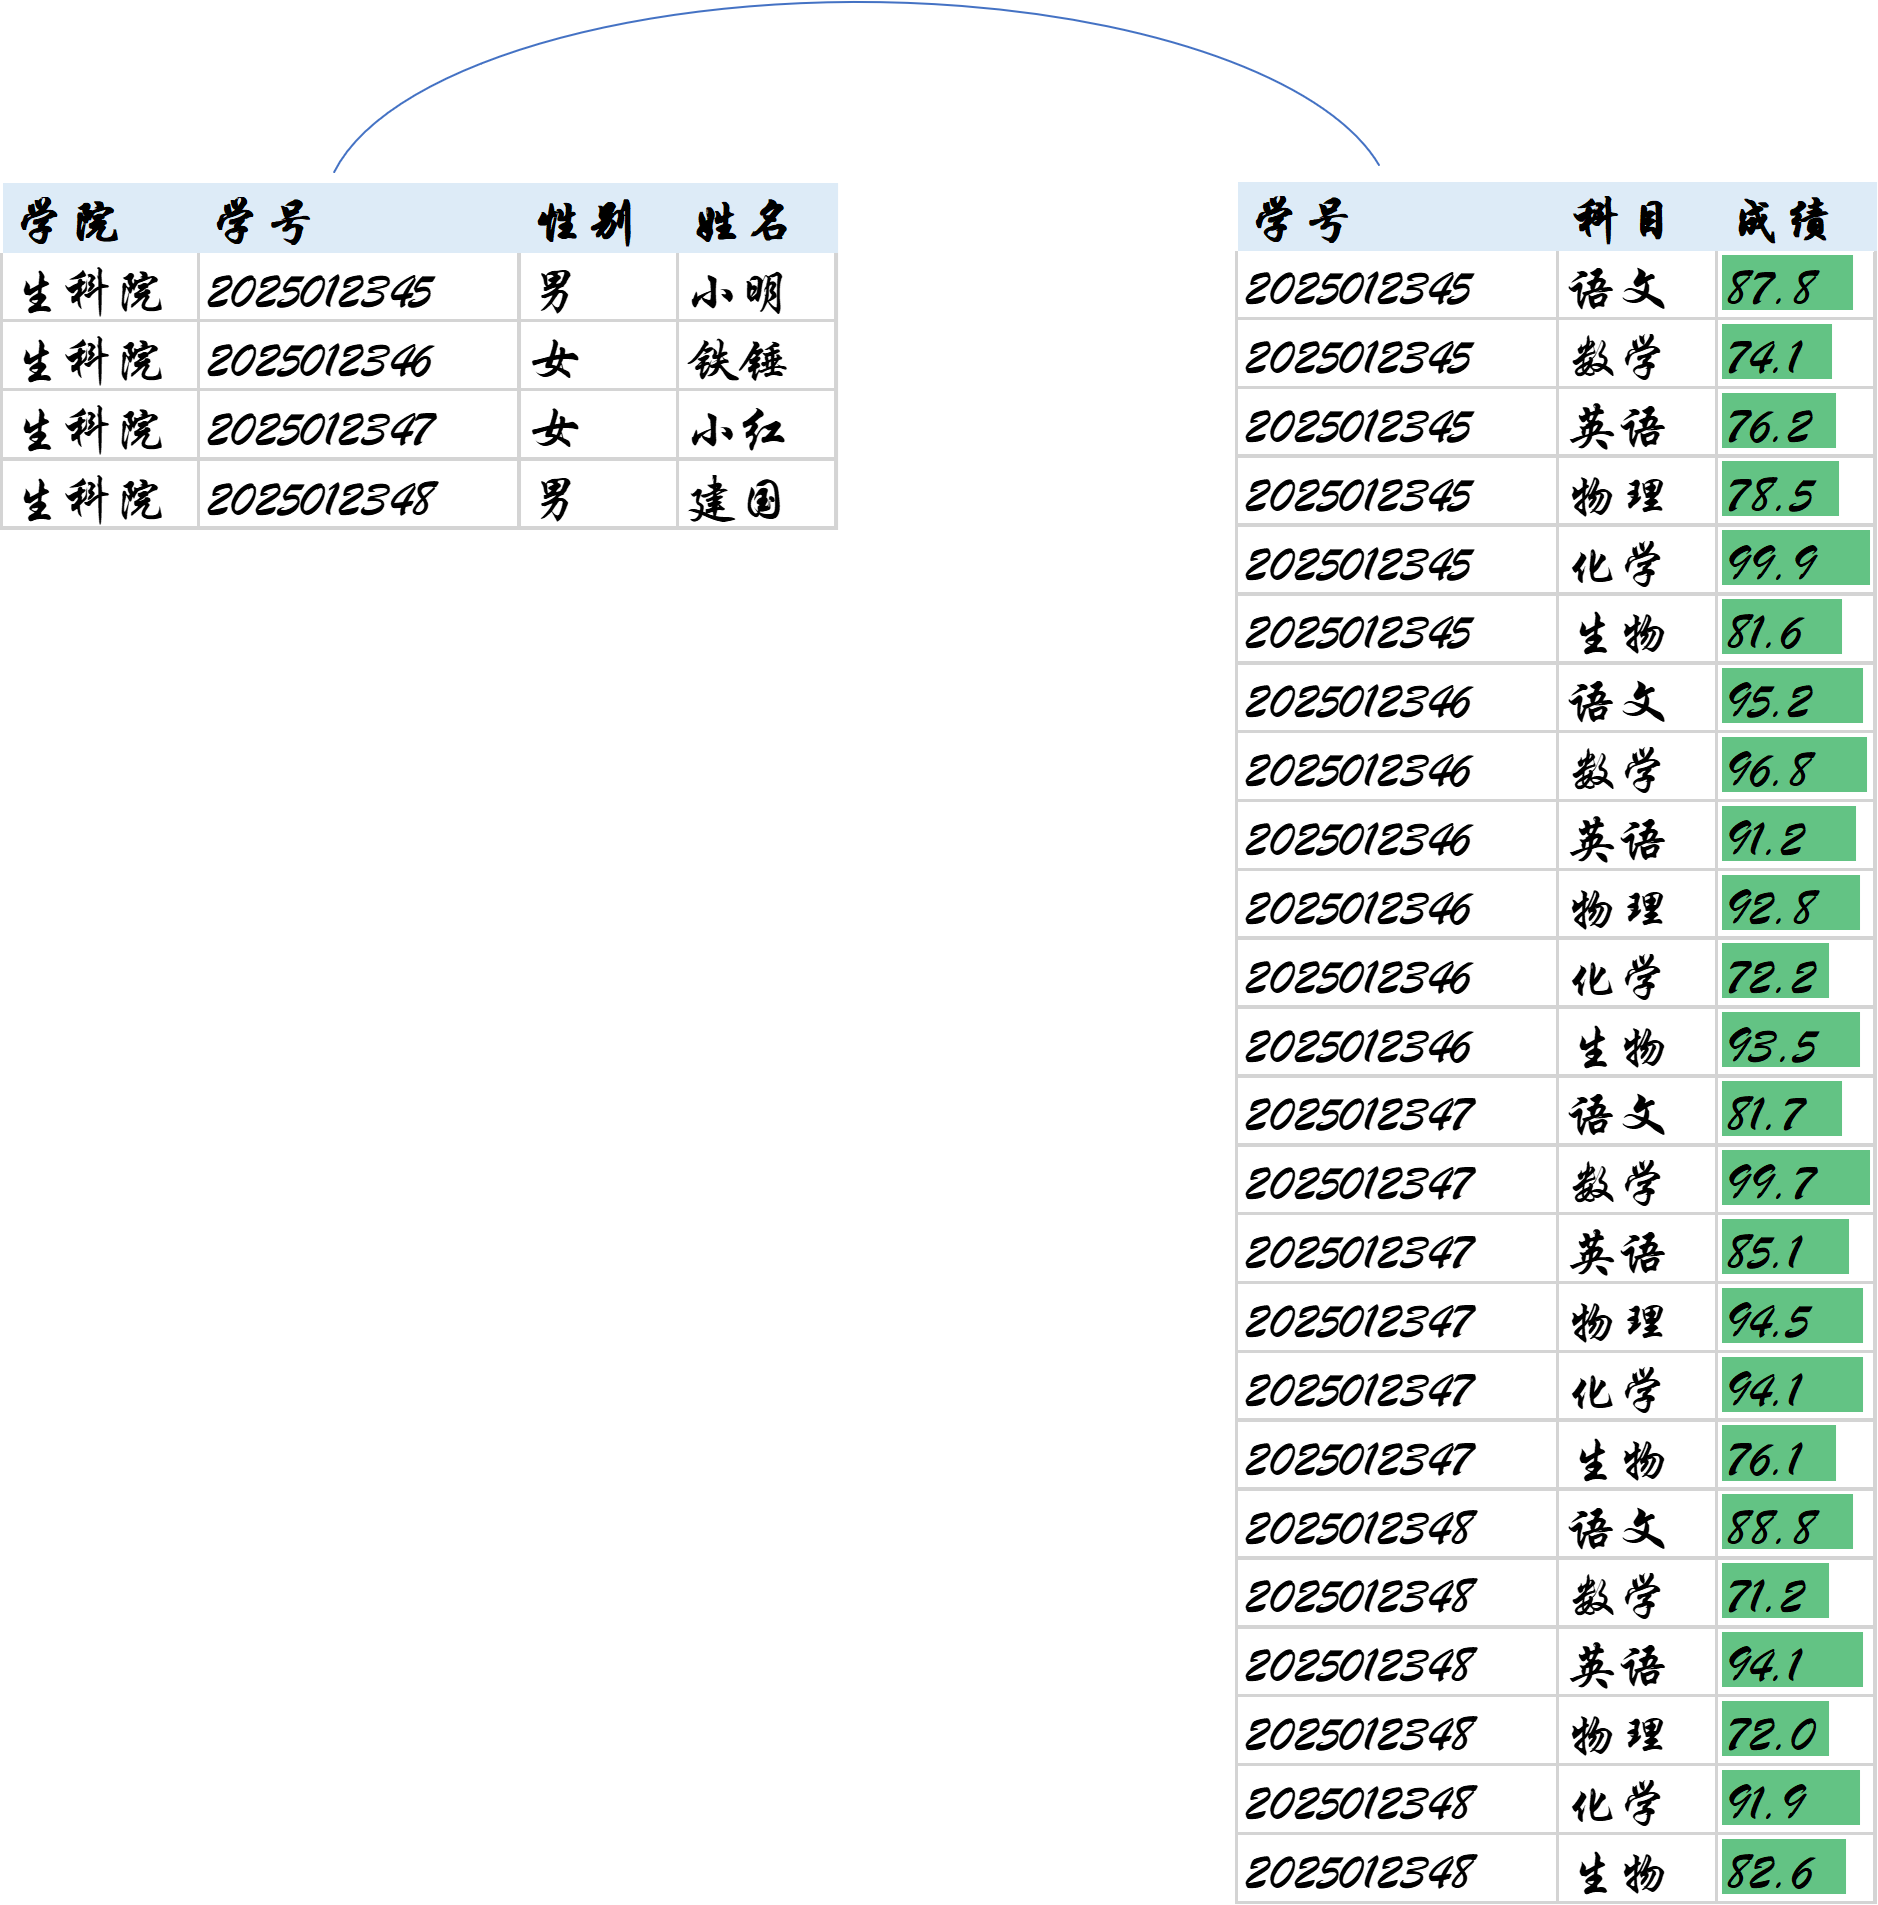 学院 学号 性别 姓名
生科院 2025012345 男 小明
生科院 2025012346 女 铁锤
生科院 2025012347 女 小红
生科院 2025012348 男 建国
学号 科目 成绩
2025012345 语文 87.8
2025012345 数学 74.1
2025012345 英语 76.2
2025012345 物理 78.5
2025012345 化学 99.9
2025012345 生物 81.6
2025012346 语文 95.2
2025012346 数学 96.8
2025012346 英语 91.2
2025012346 物理 92.8
2025012346 化学 72.2
2025012346 生物 93.5
2025012347 语文 81.7
2025012347 数学 99.7
2025012347 英语 85.1
2025012347 物理 94.5
2025012347 化学 94.1
2025012347 生物 76.1
2025012348 语文 88.8
2025012348 数学 71.2
2025012348 英语 94.1
2025012348 物理 72.0
2025012348 化学 91.9
2025012348 生物 82.6